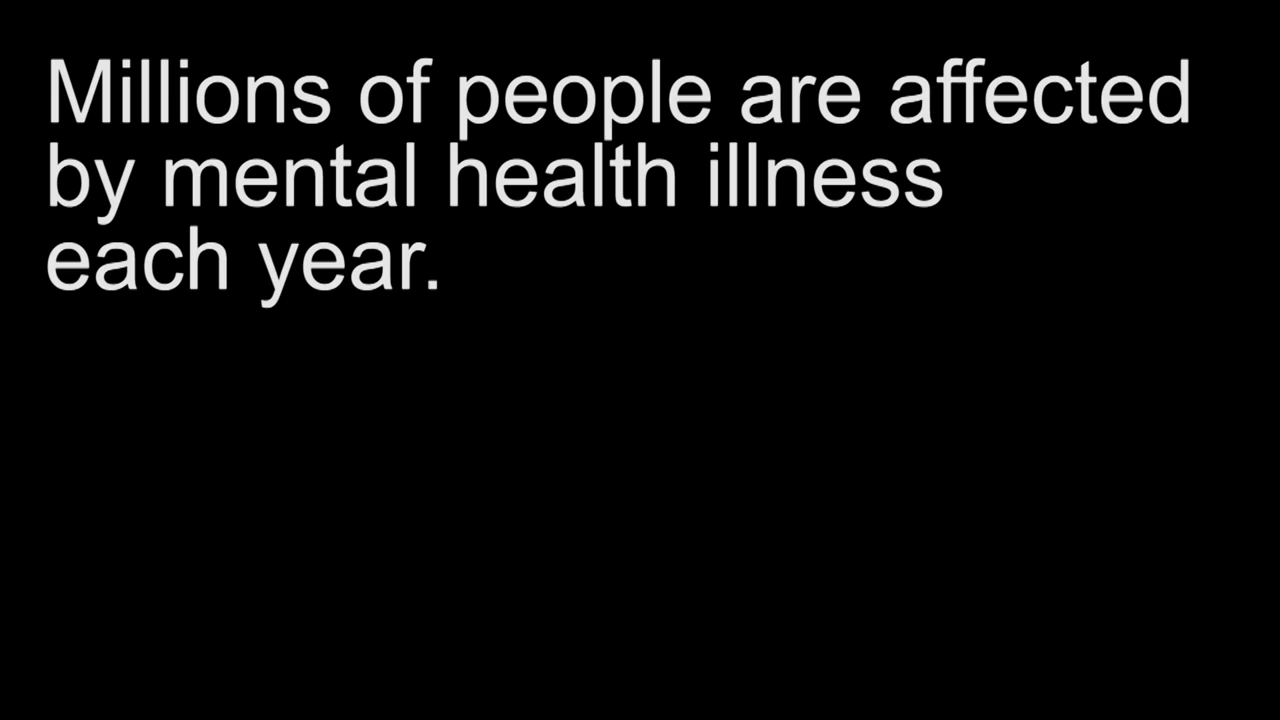 Millions of people are affected
by mental health illness
each year.